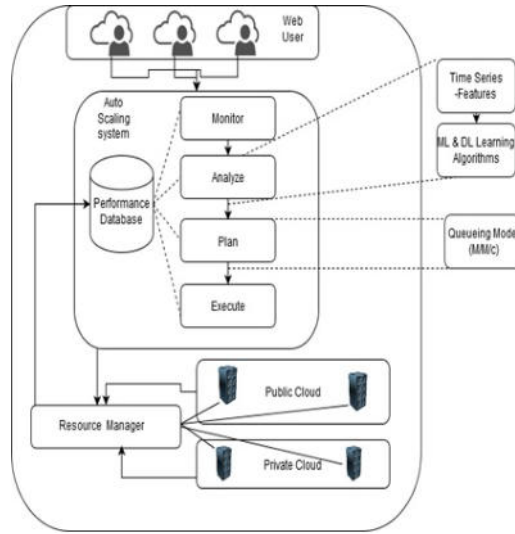 Web
User
Auto
Scaling
system
Monitor
Time Series
-Features
ML & DL Learning
Algorithms
Analyze
Performance
Database
Plan
Queueing Mode
(M/M/c)
Execute
Public Cloud
Resource Manager
Private Cloud